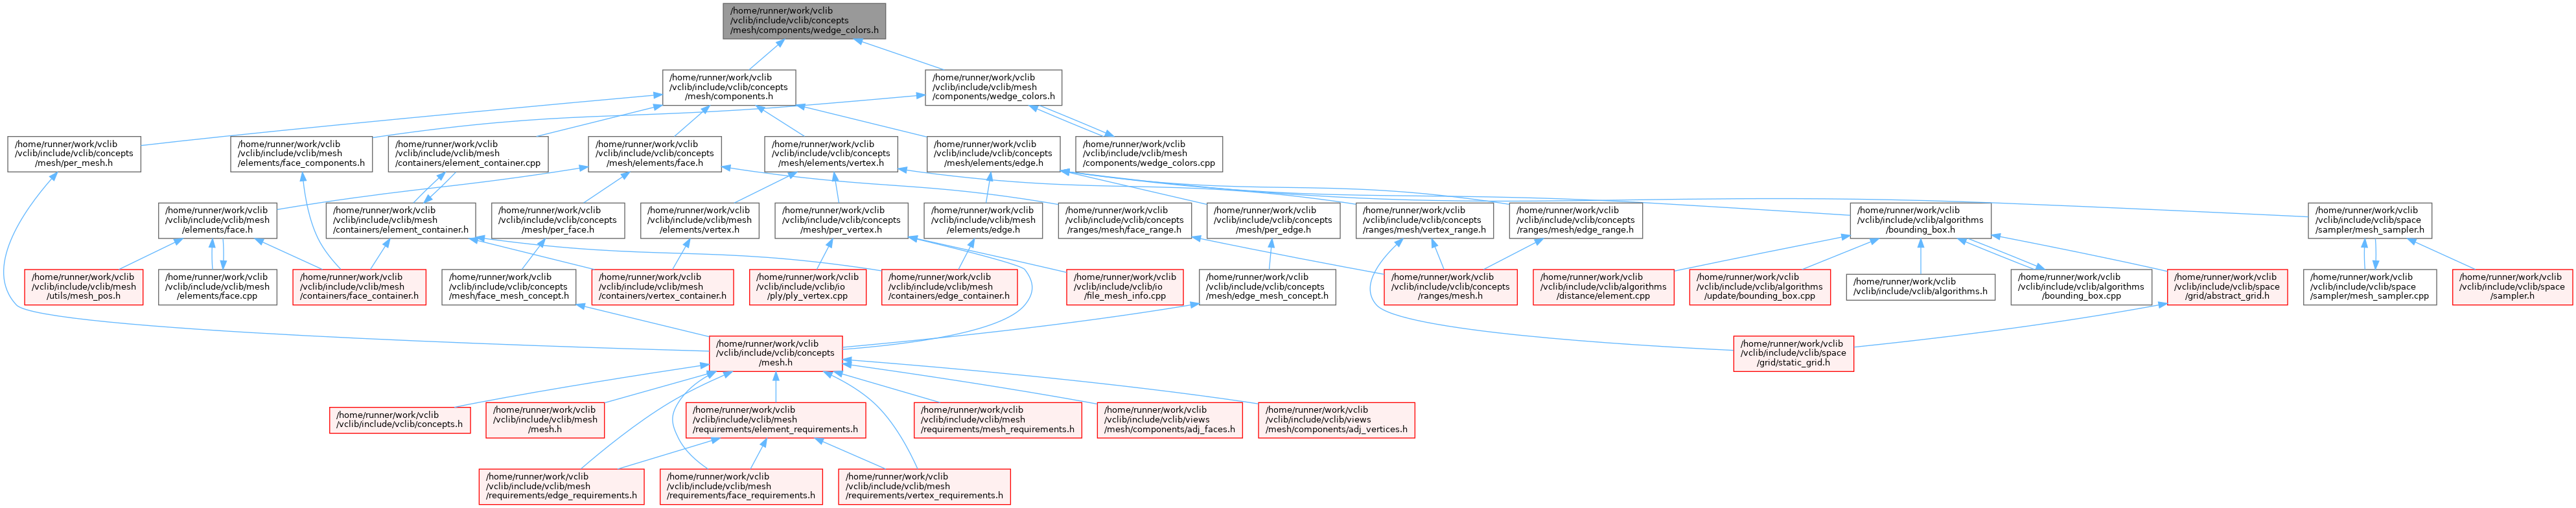 /home/runner/work/vclib
/vclib/include/vclib/concepts
/mesh/components/wedge_colors.h
/home/runner/work/vclib
/vclib/include/vclib/concepts
/mesh/components.h
/home/runner/work/vclib
/vclib/include/vclib/mesh
/components/wedge_colors.h
/home/runner/work/vclib
/vclib/include/vclib/concepts
/mesh/per_mesh.h
/home/runner/work/vclib
/vclib/include/vclib/mesh
/elements/face_components.h
/home/runner/work/vclib
/vclib/include/vclib/mesh
/containers/element_container.cpp
/home/runner/work/vclib
/vclib/include/vclib/concepts
/mesh/elements/face.h
/home/runner/work/vclib
/vclib/include/vclib/concepts
/mesh/elements/vertex.h
/home/runner/work/vclib
/vclib/include/vclib/concepts
/mesh/elements/edge.h
/home/runner/work/vclib
/vclib/include/vclib/mesh
/components/wedge_colors.cpp
/home/runner/work/vclib
/vclib/include/vclib/mesh
/elements/face.h
/home/runner/work/vclib
/vclib/include/vclib/mesh
/containers/element_container.h
/home/runner/work/vclib
/vclib/include/vclib/concepts
/mesh/per_face.h
/home/runner/work/vclib
/vclib/include/vclib/mesh
/elements/vertex.h
/home/runner/work/vclib
/vclib/include/vclib/concepts
/mesh/per_vertex.h
/home/runner/work/vclib
/vclib/include/vclib/mesh
/elements/edge.h
/home/runner/work/vclib
/vclib/include/vclib/concepts
/ranges/mesh/face_range.h
/home/runner/work/vclib
/vclib/include/vclib/concepts
/mesh/per_edge.h
/home/runner/work/vclib
/vclib/include/vclib/concepts
/ranges/mesh/vertex_range.h
/home/runner/work/vclib
/vclib/include/vclib/concepts
/ranges/mesh/edge_range.h
/home/runner/work/vclib
/vclib/include/vclib/algorithms
/bounding_box.h
/home/runner/work/vclib
/vclib/include/vclib/space
/sampler/mesh_sampler.h
/home/runner/work/vclib
/vclib/include/vclib/mesh
/utils/mesh_pos.h
/home/runner/work/vclib
/vclib/include/vclib/mesh
/elements/face.cpp
/home/runner/work/vclib
/vclib/include/vclib/mesh
/containers/face_container.h
/home/runner/work/vclib
/vclib/include/vclib/concepts
/mesh/face_mesh_concept.h
/home/runner/work/vclib
/vclib/include/vclib/mesh
/containers/vertex_container.h
/home/runner/work/vclib
/vclib/include/vclib/io
/ply/ply_vertex.cpp
/home/runner/work/vclib
/vclib/include/vclib/mesh
/containers/edge_container.h
/home/runner/work/vclib
/vclib/include/vclib/io
/file_mesh_info.cpp
/home/runner/work/vclib
/vclib/include/vclib/concepts
/mesh/edge_mesh_concept.h
/home/runner/work/vclib
/vclib/include/vclib/concepts
/ranges/mesh.h
/home/runner/work/vclib
/vclib/include/vclib/algorithms
/distance/element.cpp
/home/runner/work/vclib
/vclib/include/vclib/algorithms
/update/bounding_box.cpp
/home/runner/work/vclib
/vclib/include/vclib/algorithms.h
/home/runner/work/vclib
/vclib/include/vclib/algorithms
/bounding_box.cpp
/home/runner/work/vclib
/vclib/include/vclib/space
/grid/abstract_grid.h
/home/runner/work/vclib
/vclib/include/vclib/space
/sampler/mesh_sampler.cpp
/home/runner/work/vclib
/vclib/include/vclib/space
/sampler.h
/home/runner/work/vclib
/vclib/include/vclib/concepts
/mesh.h
/home/runner/work/vclib
/vclib/include/vclib/space
/grid/static_grid.h
/home/runner/work/vclib
/vclib/include/vclib/concepts.h
/home/runner/work/vclib
/vclib/include/vclib/mesh
/mesh.h
/home/runner/work/vclib
/vclib/include/vclib/mesh
/requirements/element_requirements.h
/home/runner/work/vclib
/vclib/include/vclib/mesh
/requirements/mesh_requirements.h
/home/runner/work/vclib
/vclib/include/vclib/views
/mesh/components/adj_faces.h
/home/runner/work/vclib
/vclib/include/vclib/views
/mesh/components/adj_vertices.h
/home/runner/work/vclib
/vclib/include/vclib/mesh
/requirements/edge_requirements.h
/home/runner/work/vclib
/vclib/include/vclib/mesh
/requirements/face_requirements.h
/home/runner/work/vclib
/vclib/include/vclib/mesh
/requirements/vertex_requirements.h